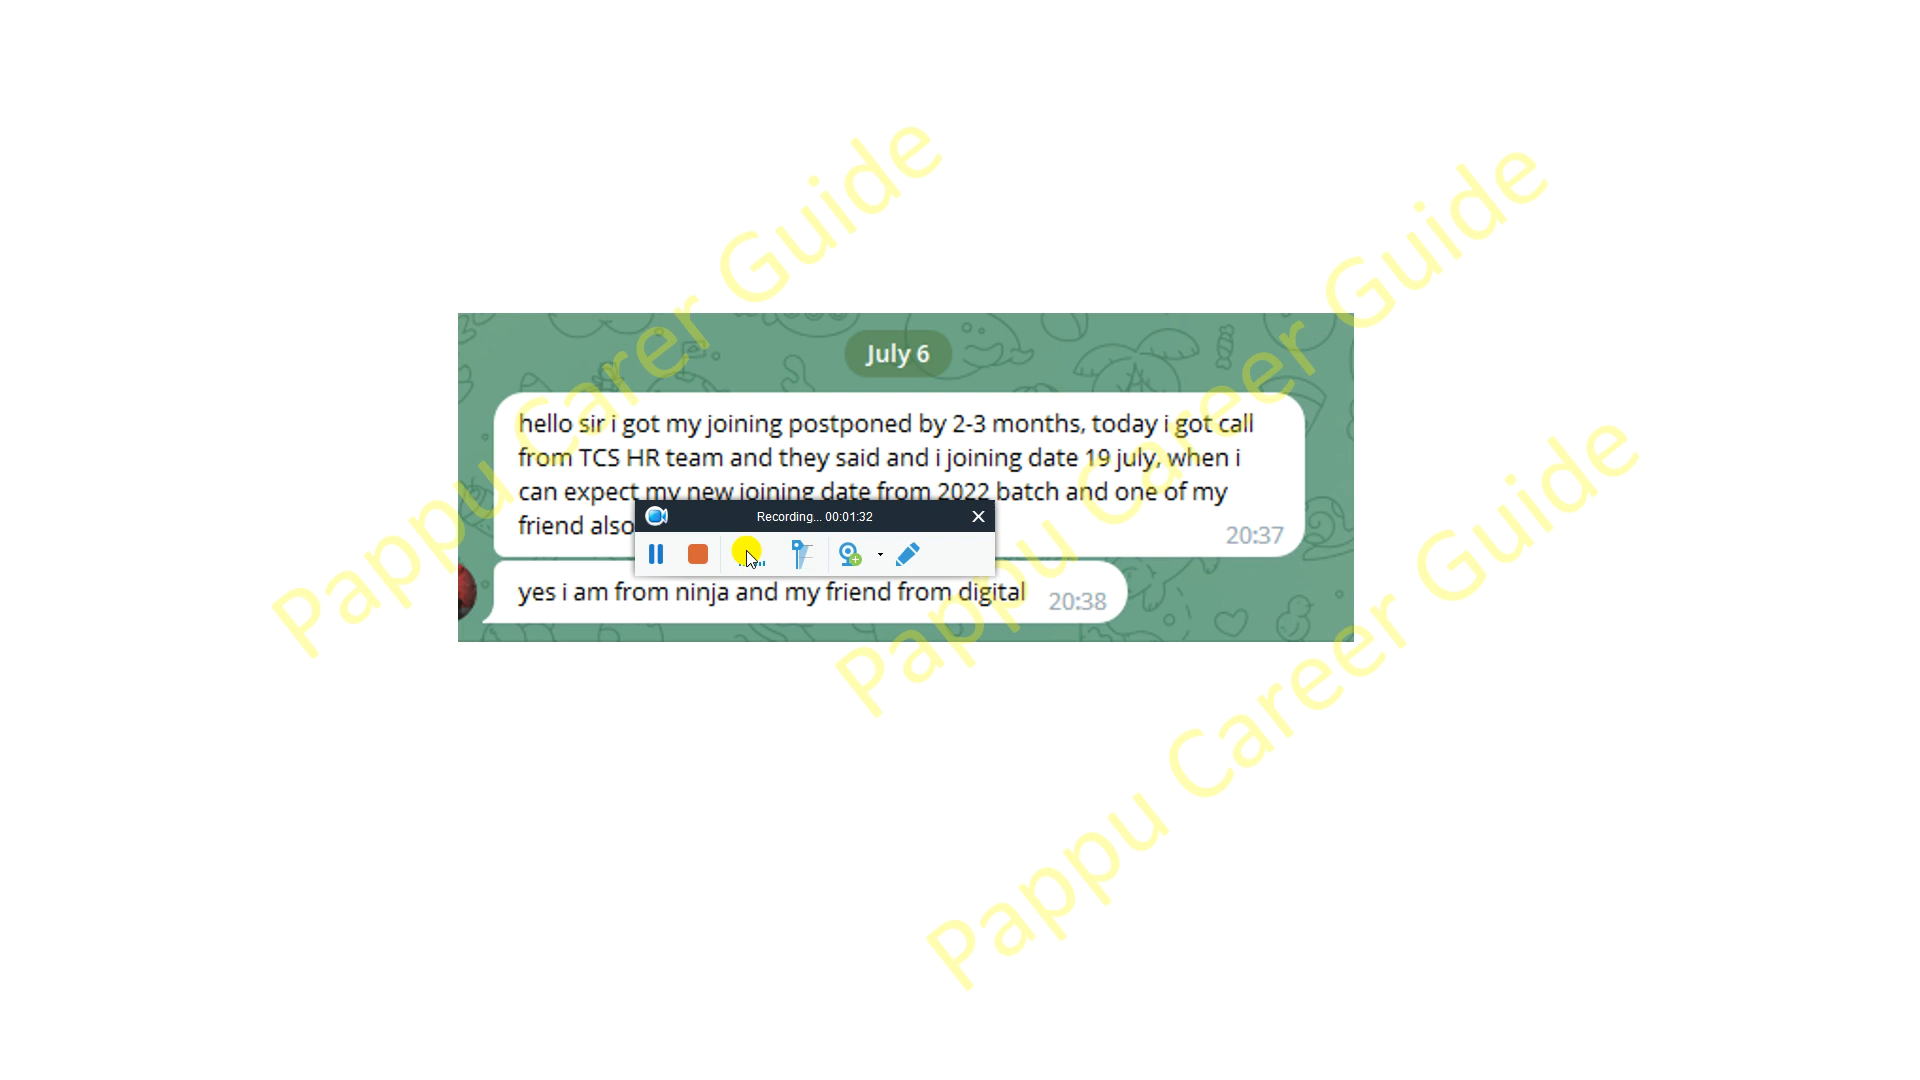 July 6
hello sir i got my joining postponed by 2-3 months, today i got call
from TCS HR team and they said and i joining date 19 july, when i
can expect my new joining date from 2022 batch and one of my
friend also
20:37
Recording... 00:01:32
yes i am from ninja and my friend from digital
20:38
Pappu Career Guide
Pappu Career Guide
Pappu Career Guide